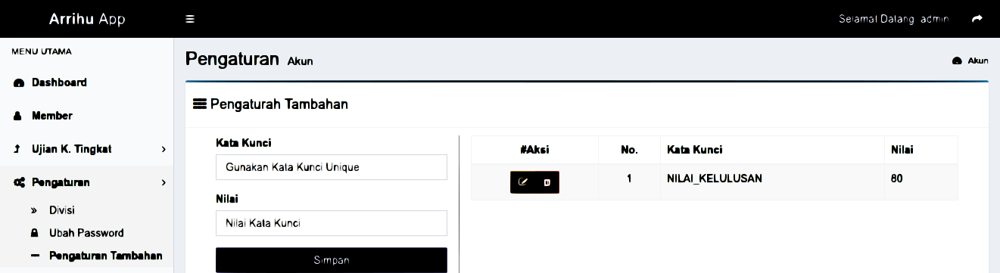 Arrihu App
Selamat Datang admin
MENU UTAMA
Dashboard
Member
Ujian K. Tingkat
Pengaturan
Divisi
Ubah Password
Pengaturan Tambahan
Pengaturan Akun
Akun
Pengaturah Tambahan
Kata Kunci
Gunakan Kata Kunci Unique
Nilai
Nilai Kata Kunci
Simpan
#Aksi No. Kata Kunci Nilai
1 NILAI_KELULUSAN 80